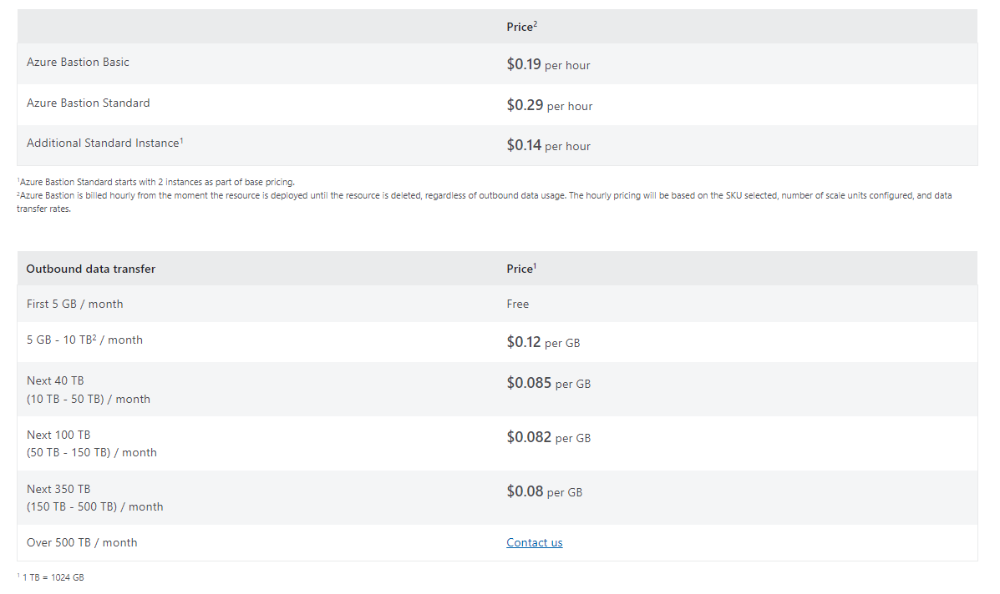 Price²
Azure Bastion Basic $0.19 per hour
Azure Bastion Standard $0.29 per hour
Additional Standard Instance¹ $0.14 per hour
¹Azure Bastion Standard starts with 2 instances as part of base pricing.
²Azure Bastion is billed hourly from the moment the resource is deployed until the resource is deleted, regardless of outbound data usage. The hourly pricing will be based on the SKU selected, number of scale units configured, and data
transfer rates.
Outbound data transfer Price¹
First 5 GB / month Free
5 GB - 10 TB² / month $0.12 per GB
Next 40 TB
(10 TB - 50 TB) / month $0.085 per GB
Next 100 TB
(50 TB - 150 TB) / month $0.082 per GB
Next 350 TB
(150 TB - 500 TB) / month $0.08 per GB
Over 500 TB / month Contact us
¹ 1 TB = 1024 GB